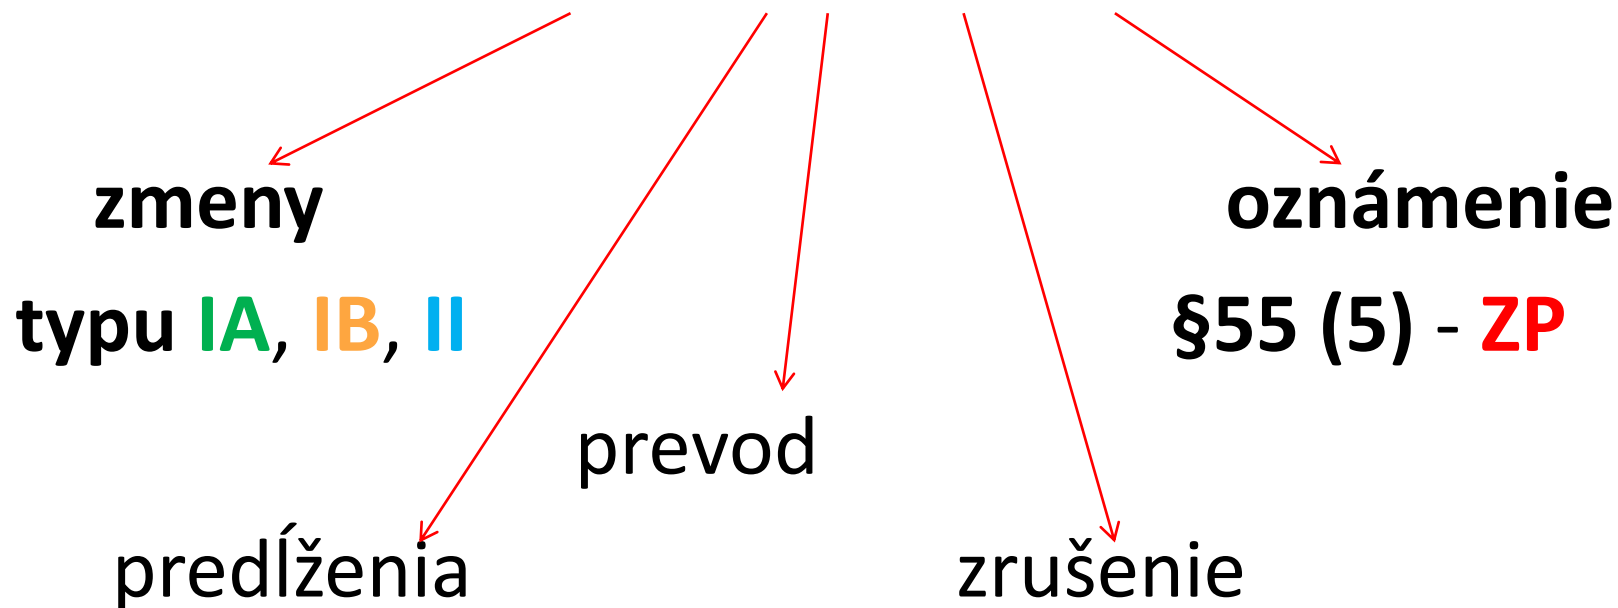 zmeny
typu IA, IB, II
oznámenie
§55 (5) - ZP
prevod
predĺženia
zrušenie